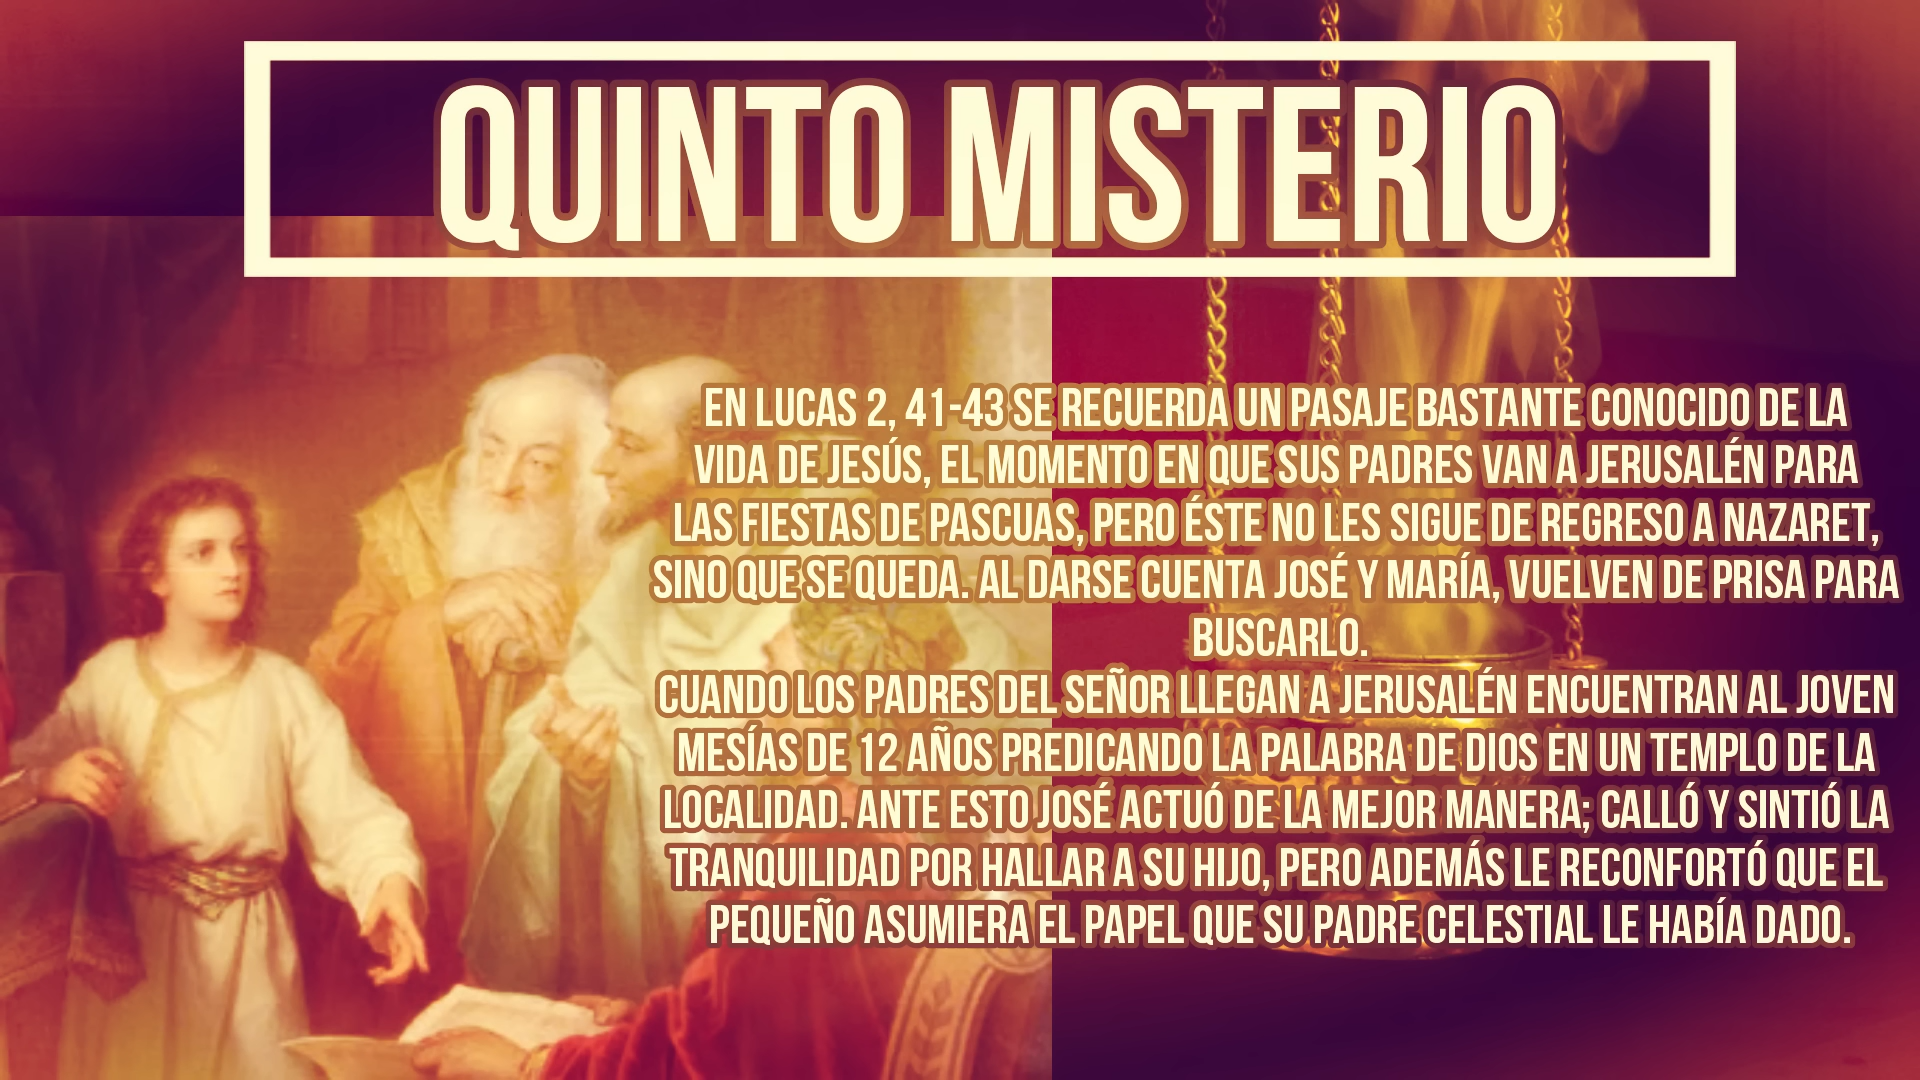 QUINTO MISTERIO
EN LUCAS 2, 41-43 SE RECUERDA UN PASAJE BASTANTE CONOCIDO DE LA
VIDA DE JESÚS, EL MOMENTO EN QUE SUS PADRES VAN A JERUSALÉN PARA
LAS FIESTAS DE PASCUAS, PERO ÉSTE NO LES SIGUE DE REGRESO A NAZARET,
SINO QUE SE QUEDA. AL DARSE CUENTA JOSÉ Y MARÍA, VUELVEN DE PRISA PARA
BUSCARLO.
CUANDO LOS PADRES DEL SEÑOR LLEGAN A JERUSALÉN ENCUENTRAN AL JOVEN
MESÍAS DE 12 AÑOS PREDICANDO LA PALABRA DE DIOS EN UN TEMPLO DE LA
LOCALIDAD. ANTE ESTO JOSÉ ACTUÓ DE LA MEJOR MANERA; CALLÓ Y SINTIÓ LA
TRANQUILIDAD POR HALLAR A SU HIJO, PERO ADEMÁS LE RECONFORTÓ QUE EL
PEQUEÑO ASUMIERA EL PAPEL QUE SU PADRE CELESTIAL LE HABÍA DADO.